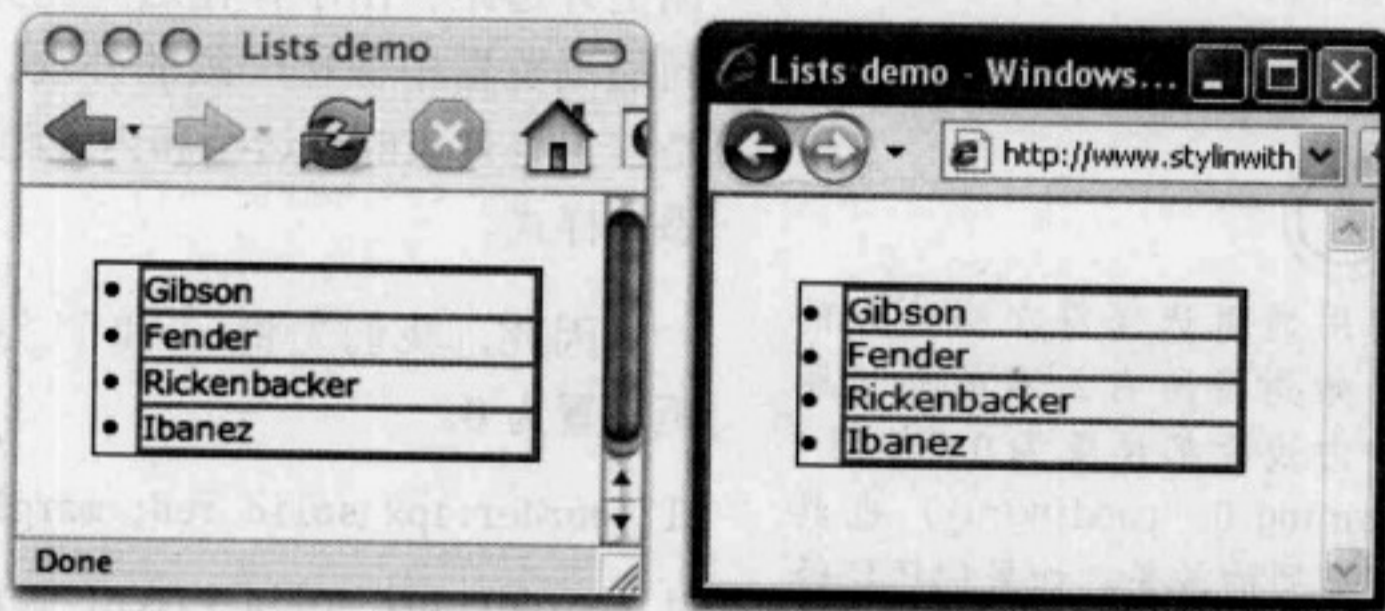 Lists demo
Gibson
Fender
Rickenbacker
Ibanez
Done
Lists demo - Windows...
http://www.stylinwith
Gibson
Fender
Rickenbacker
Ibanez